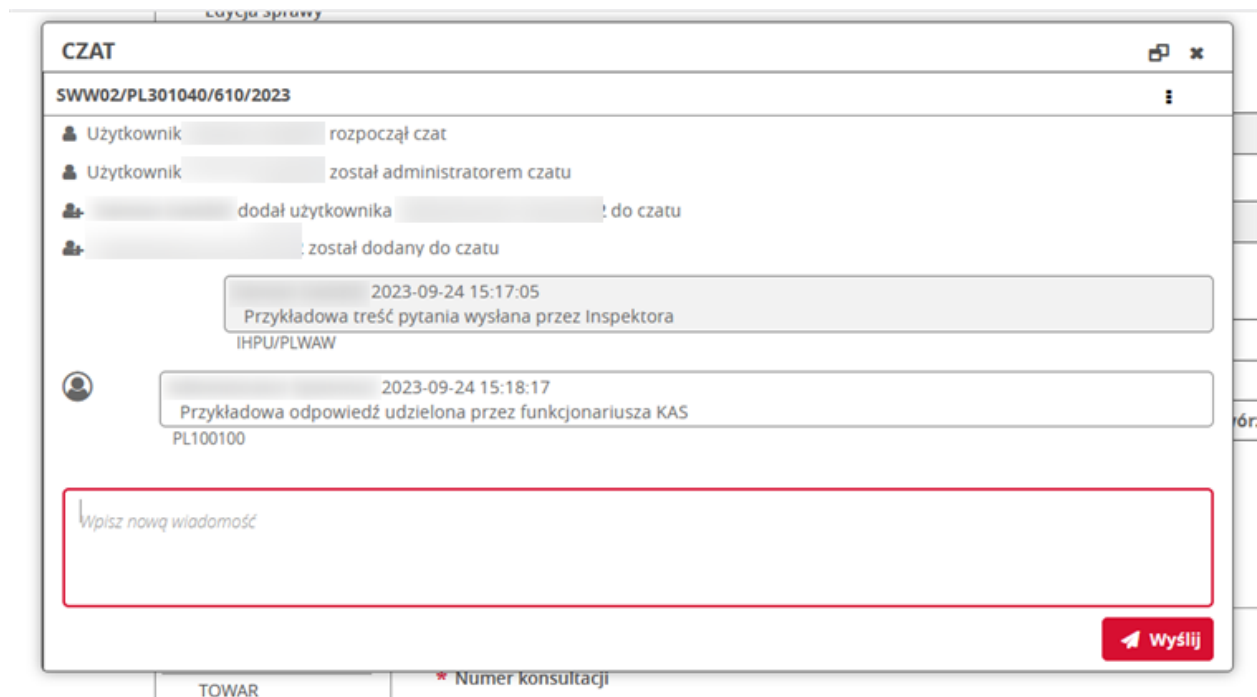 Edycja sprawy
CZAT
SWW02/PL301040/610/2023
Użytkownik rozpoczął czat
Użytkownik został administratorem czatu
dodał użytkownika do czatu
został dodany do czatu
2023-09-24 15:17:05
Przykładowa treść pytania wysłana przez Inspektora
IHPU/PLWAW
2023-09-24 15:18:17
Przykładowa odpowiedź udzielona przez funkcjonariusza KAS
PL100100
Wpisz nową wiadomość
Wyślij
* Numer konsultacji
TOWAR